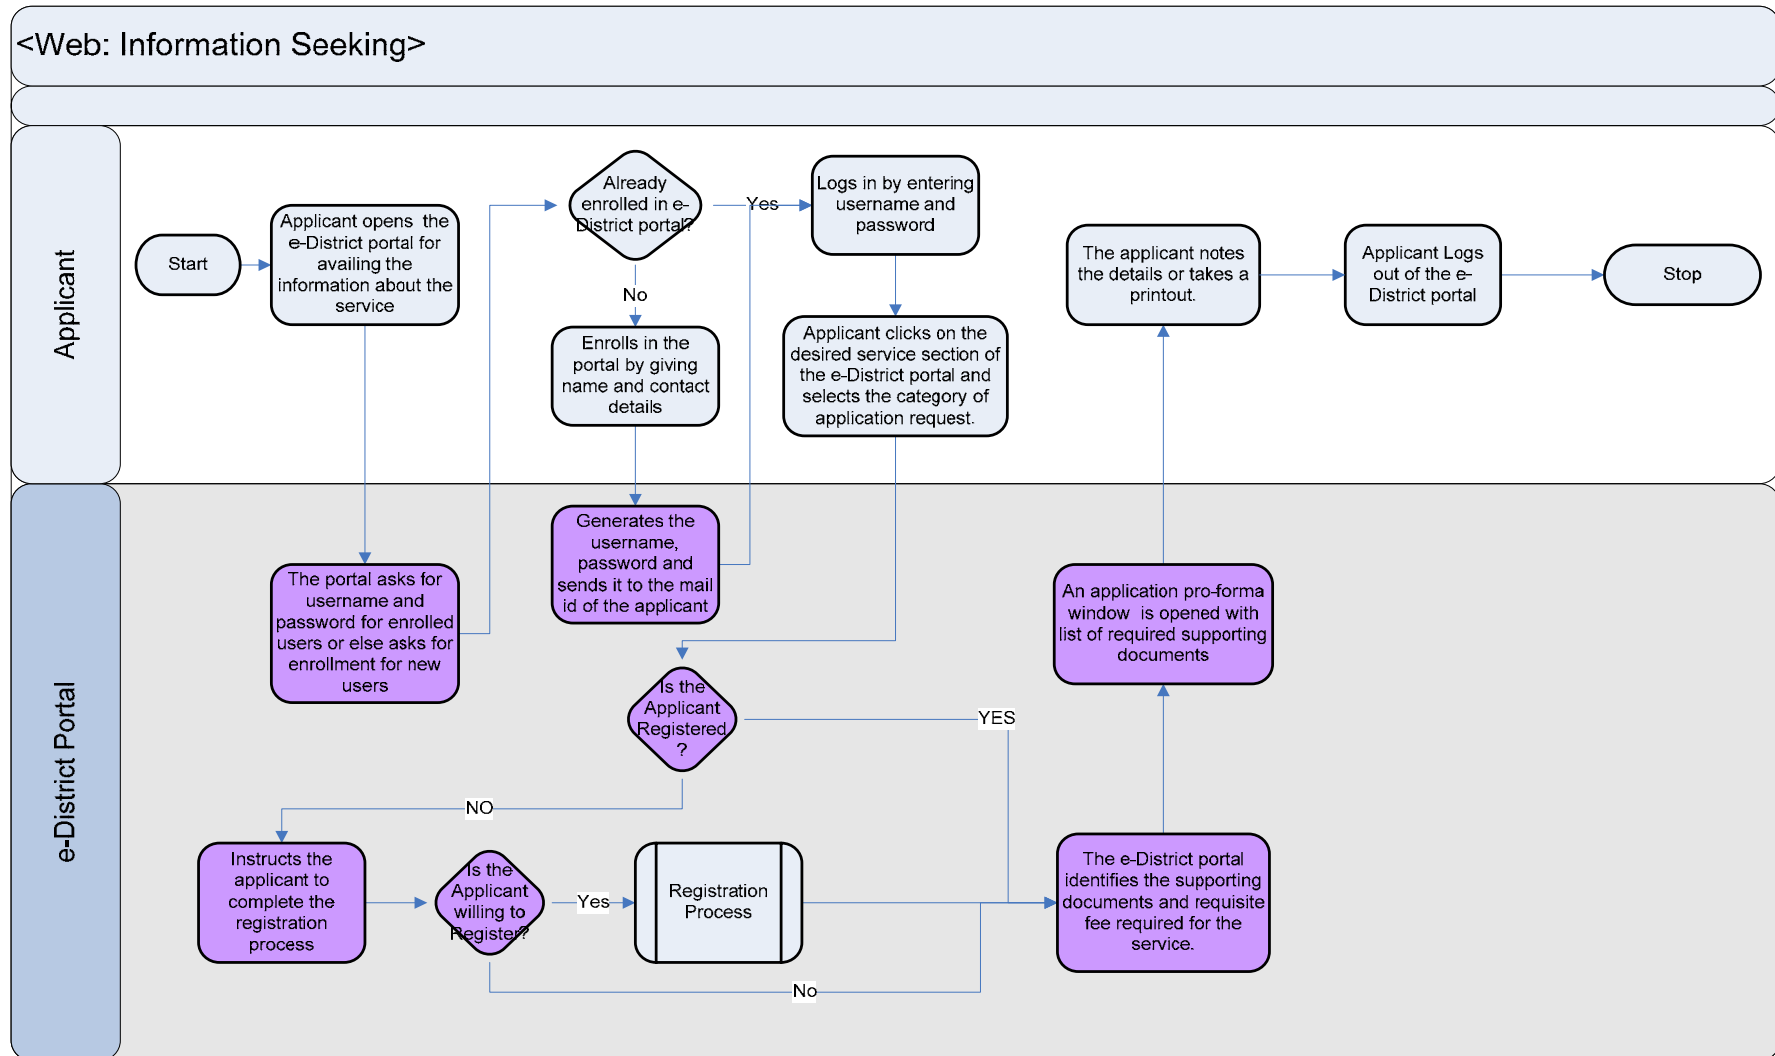 <Web: Information Seeking>
Applicant
Start
Applicant opens the
e-District portal for
availing the
information about the
service
Already
enrolled in e-
District portal?
Yes
No
Logs in by entering
username and
password
Enrolls in the
portal by giving
name and contact
details
Applicant clicks on the
desired service section of
the e-District portal and
selects the category of
application request.
The applicant notes
the details or takes a
printout.
Applicant Logs
out of the e-
District portal
Stop
e-District Portal
The portal asks for
username and
password for enrolled
users or else asks for
enrollment for new
users
Generates the
username,
password and
sends it to the mail
id of the applicant
An application pro-forma
window is opened with
list of required supporting
documents
Is the
Applicant
Registered
?
YES
NO
Instructs the
applicant to
complete the
registration
process
Is the
Applicant
willing to
Register?
Yes
Registration
Process
The e-District portal
identifies the supporting
documents and requisite
fee required for the
service.
No